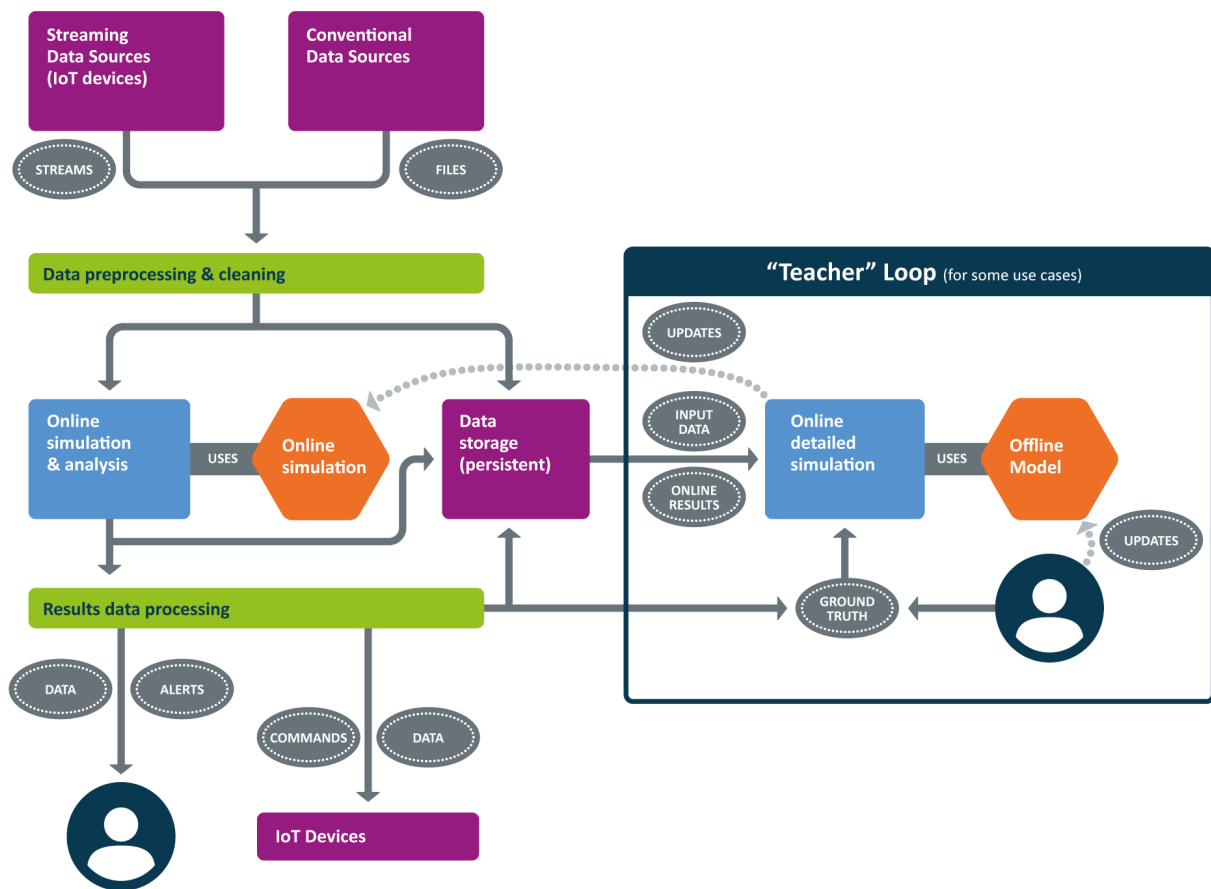 Streaming
Data Sources
(IoT devices)
Conventional
Data Sources
STREAMS
FILES
Data preprocessing & cleaning
“Teacher” Loop (for some use cases)
UPDATES
Online
simulation
& analysis
USES
Online
simulation
Data
storage
(persistent)
INPUT
DATA
ONLINE
RESULTS
Online
detailed
simulation
USES
Offline
Model
UPDATES
Results data processing
GROUND
TRUTH
DATA
ALERTS
COMMANDS
DATA
IoT Devices